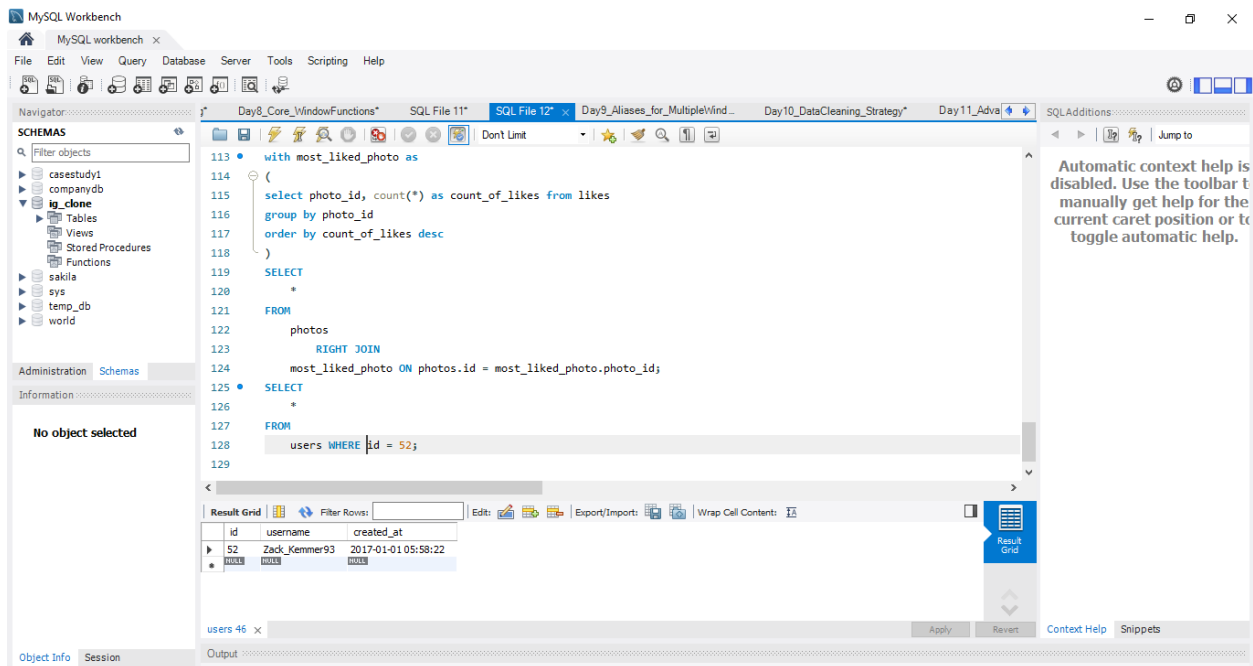 MySQL Workbench
MySQL workbench
File Edit View Query Database Server Tools Scripting Help
Navigator
SCHEMAS
Filter objects
casestudy1
companydb
ig_clone
Tables
Views
Stored Procedures
Functions
sakila
sys
temp_db
world
Administration Schemas
Information
No object selected
Object Info Session
Day8_Core_WindowFunctions* SQL File 11* SQL File 12* Day9_Aliases_for_MultipleWind... Day10_DataCleaning_Strategy* Day11_Adva
Don't Limit
113 with most_liked_photo as
114 (
115 select photo_id, count(*) as count_of_likes from likes
116 group by photo_id
117 order by count_of_likes desc
118 )
119 SELECT
120 *
121 FROM
122 photos
123 RIGHT JOIN
124 most_liked_photo ON photos.id = most_liked_photo.photo_id;
125 SELECT
126 *
127 FROM
128 users WHERE id = 52;
129
Result Grid Filter Rows: Edit: Export/Import: Wrap Cell Content: IA
id username created_at
52 Zack_Kemmer93 2017-01-01 05:58:22
NULL NULL NULL
Result
Grid
users 46
Apply Revert
Output
SQLAdditions
Jump to
Automatic context help is
disabled. Use the toolbar t
manually get help for the
current caret position or to
toggle automatic help.
Context Help Snippets